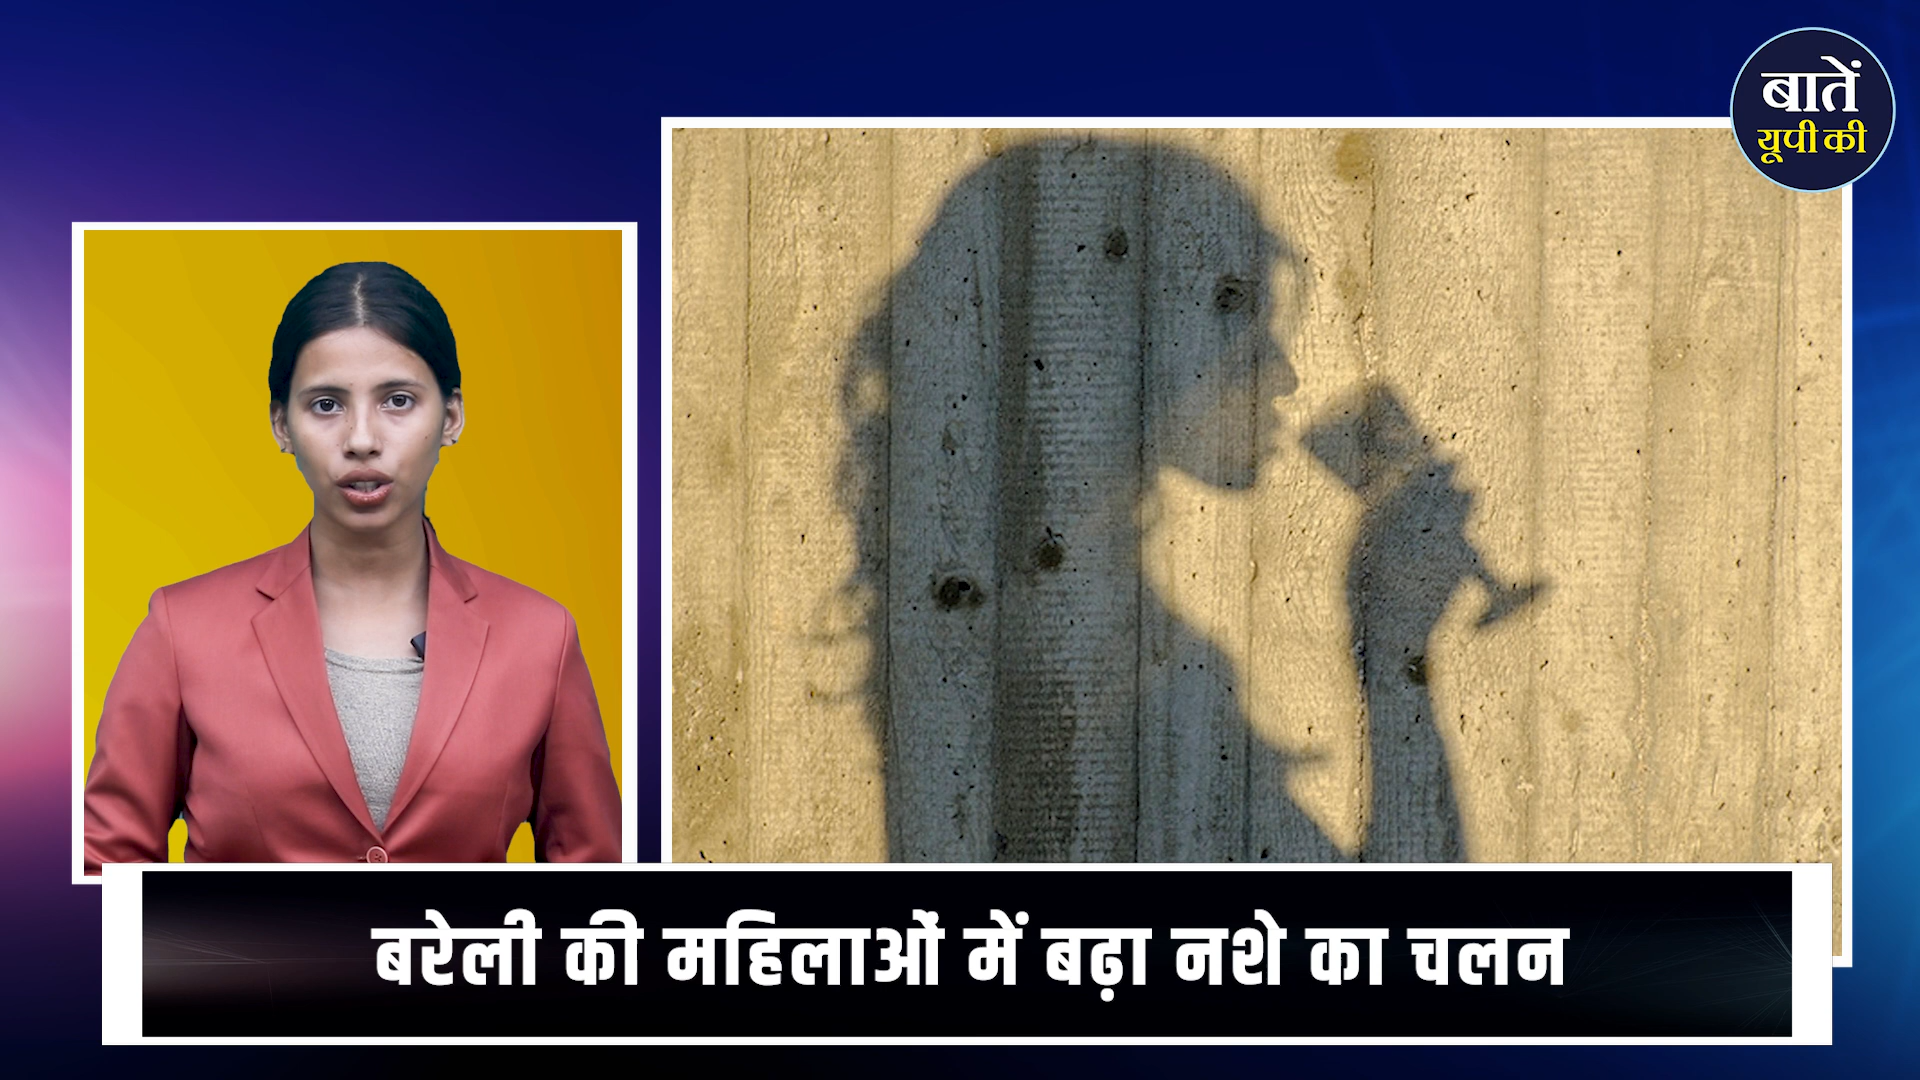 बातें
यूपी की
बरेली की महिलाओं में बढ़ा नशे का चलन